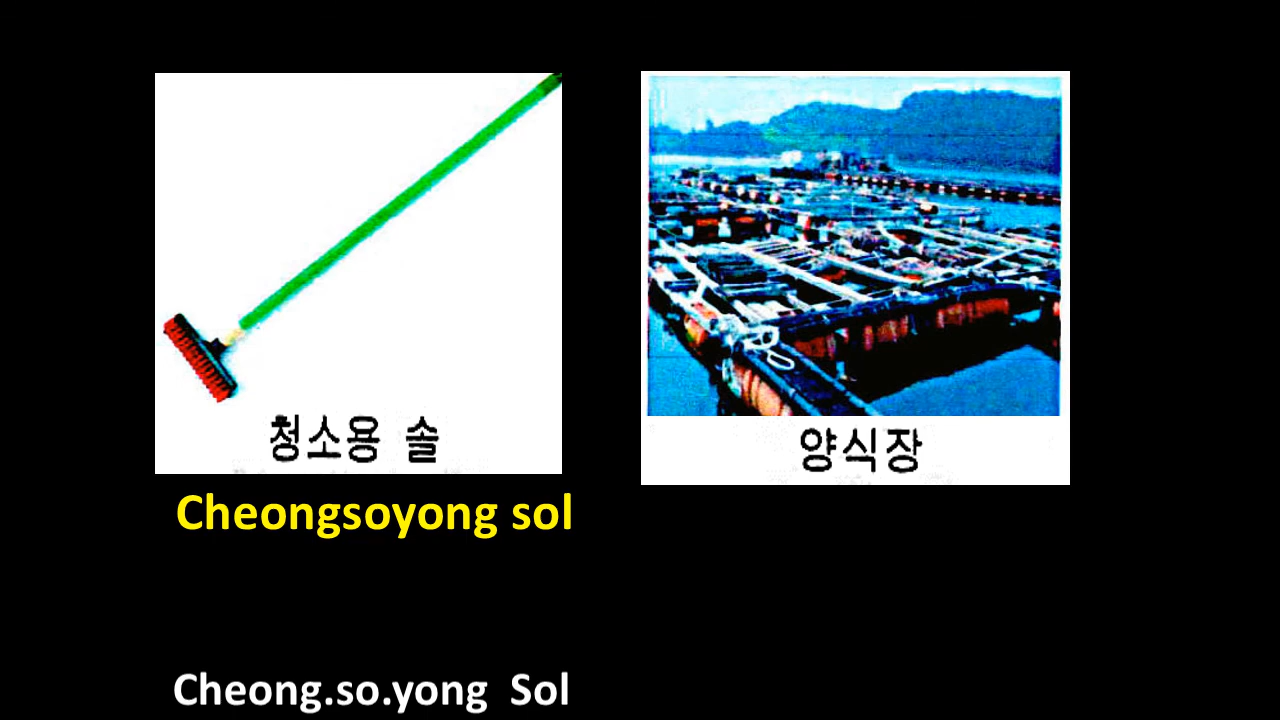 청소용 솔
양식장
Cheongsoyong sol
Cheong.so.yong Sol